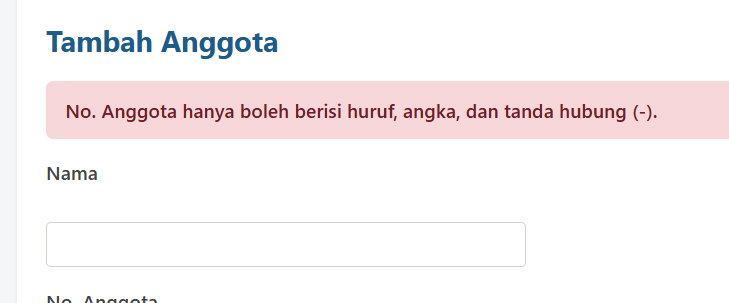 Tambah Anggota
No. Anggota hanya boleh berisi huruf, angka, dan tanda hubung (-).
Nama
No. Anggota